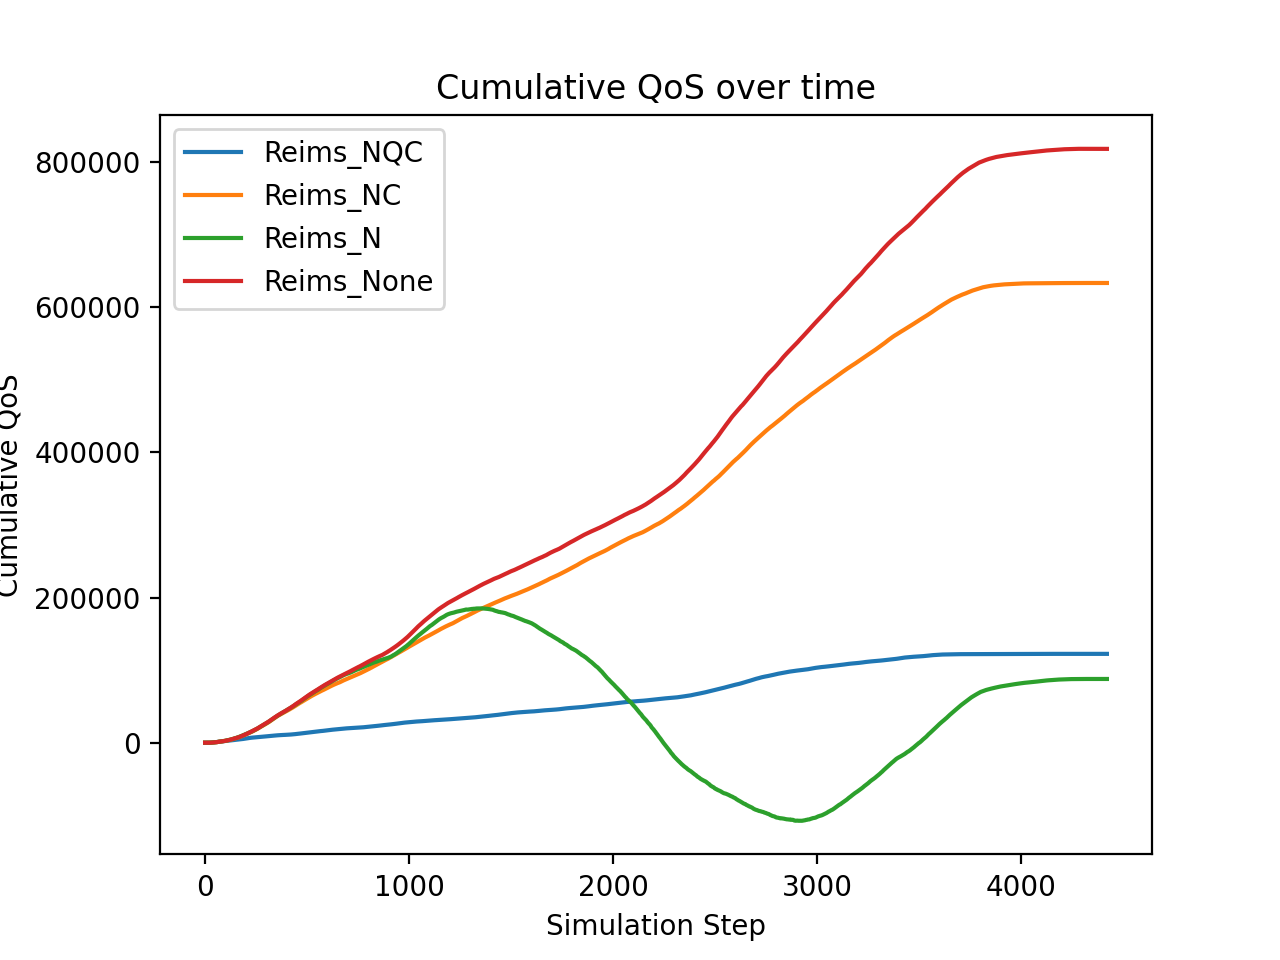 Cumulative QoS over time
Reims_NQC
Reims_NC
Reims_N
Reims_None
Cumulative QoS
800000
600000
400000
200000
0
0 1000 2000 3000 4000
Simulation Step